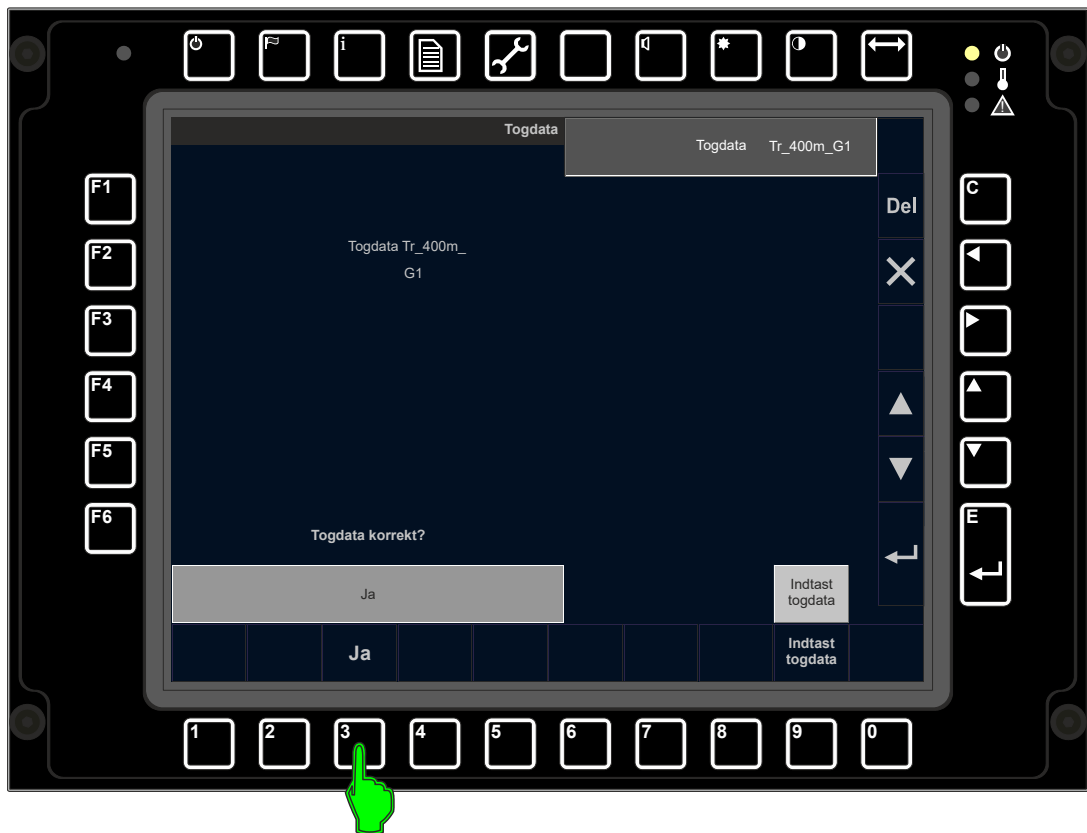 i
Togdata
Togdata Tr_400m_G1
F1
Del
C
F2
Togdata Tr_400m_
G1
F3
F4
F5
F6
Togdata korrekt?
E
Ja
Indtast
togdata
Ja
Indtast
togdata
1 2 3 4 5 6 7 8 9 0